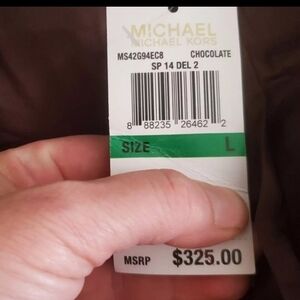 MICHAEL
MICHAEL KORS
MS42G94EC8 CHOCOLATE
SP 14 DEL 2
8 88235 26462 2
SIZE L
MSRP $325.00